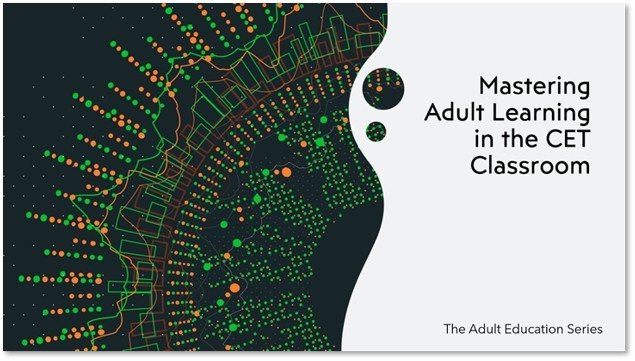 Mastering
Adult Learning
in the CET
Classroom
The Adult Education Series